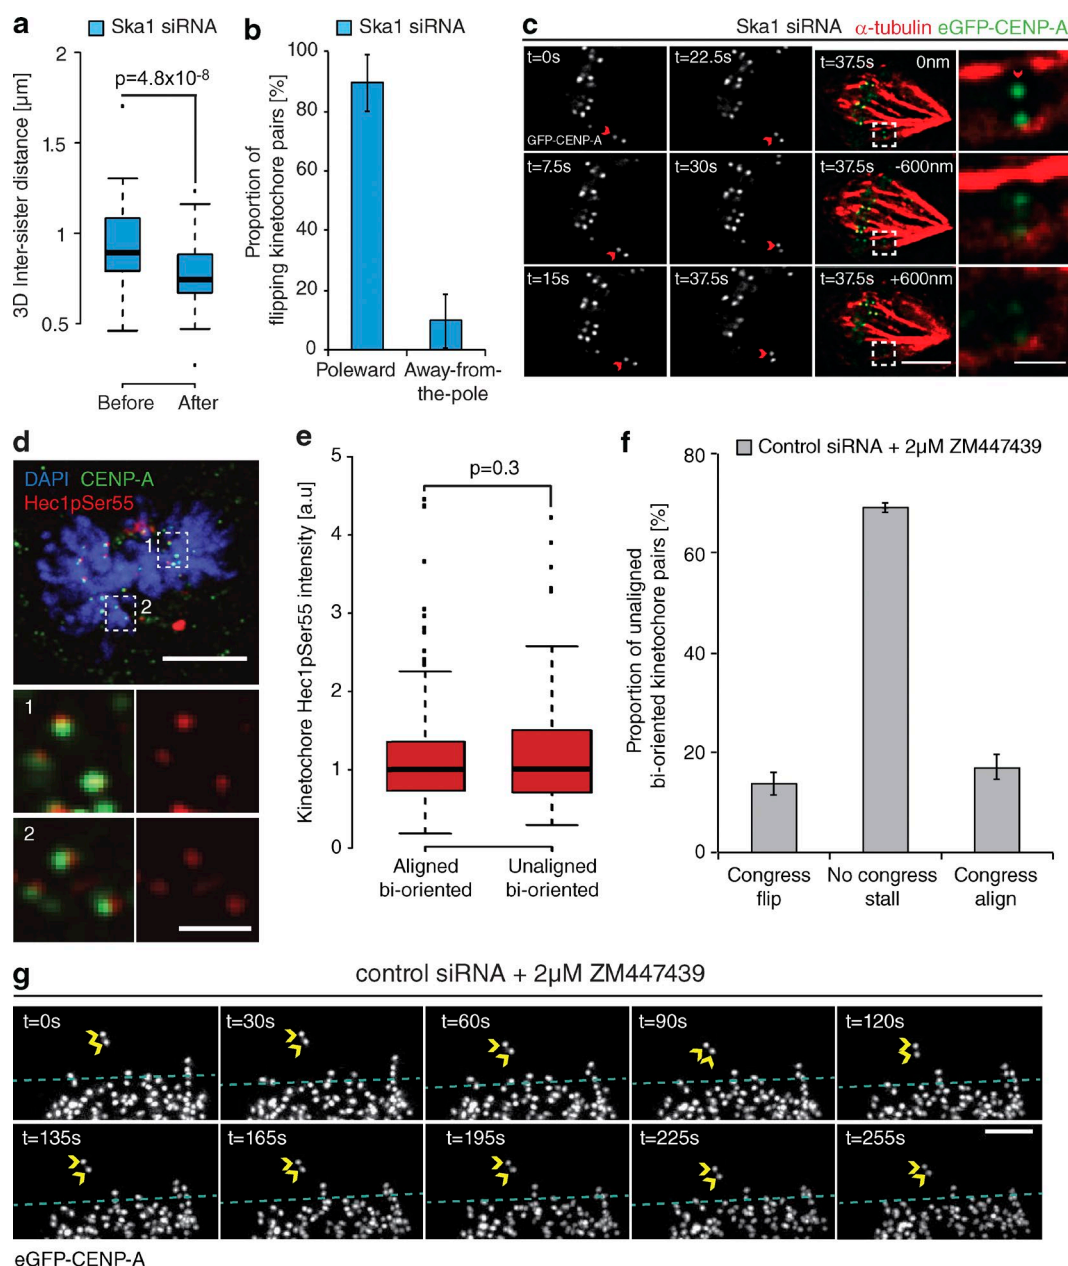 a
Ska1 siRNA
3D Inter-sister distance [µm]
2
1.5
1
0.5
p=4.8x10-8
Before
After
b
Ska1 siRNA
Proportion of
flipping kinetochore pairs [%]
100
80
60
40
20
0
Poleward
Away-from-
the-pole
c
Ska1 siRNA α-tubulin eGFP-CENP-A
t=0s
t=22.5s
t=37.5s
0nm
GFP-CENP-A
t=7.5s
t=30s
t=37.5s
-600nm
t=15s
t=37.5s
t=37.5s
+600nm
d
DAPI CENP-A
Hec1pSer55
1
2
1
2
e
Kinetochore Hec1pSer55 intensity [a.u]
5
4
3
2
1
0
p=0.3
Aligned
bi-oriented
Unaligned
bi-oriented
f
Control siRNA + 2µM ZM447439
Proportion of unaligned
bi-oriented kinetochore pairs [%]
80
60
40
20
0
Congress
flip
No congress
stall
Congress
align
g
control siRNA + 2µM ZM447439
t=0s
t=30s
t=60s
t=90s
t=120s
t=135s
t=165s
t=195s
t=225s
t=255s
eGFP-CENP-A